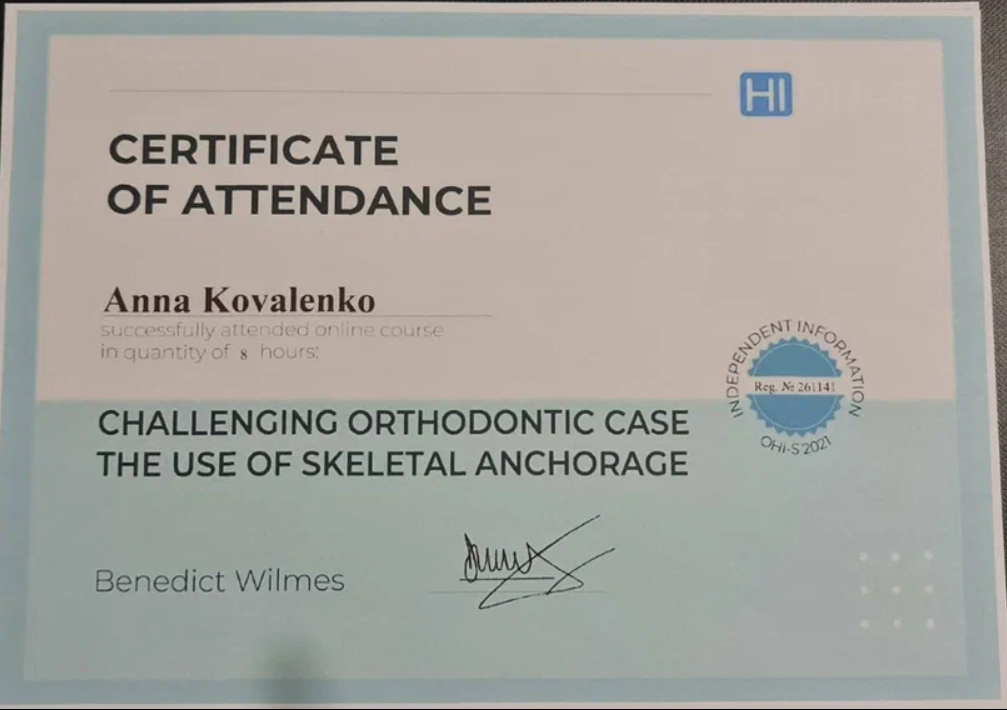 HI OHI-S
CERTIFICATE
OF ATTENDANCE
Anna Kovalenko
successfully attended online course
in quantity of 8 hours:
INDEPENDENT INFORMATION
Reg. № 261141
OHI-S 2021
CHALLENGING ORTHODONTIC CASE
THE USE OF SKELETAL ANCHORAGE
Benedict Wilmes